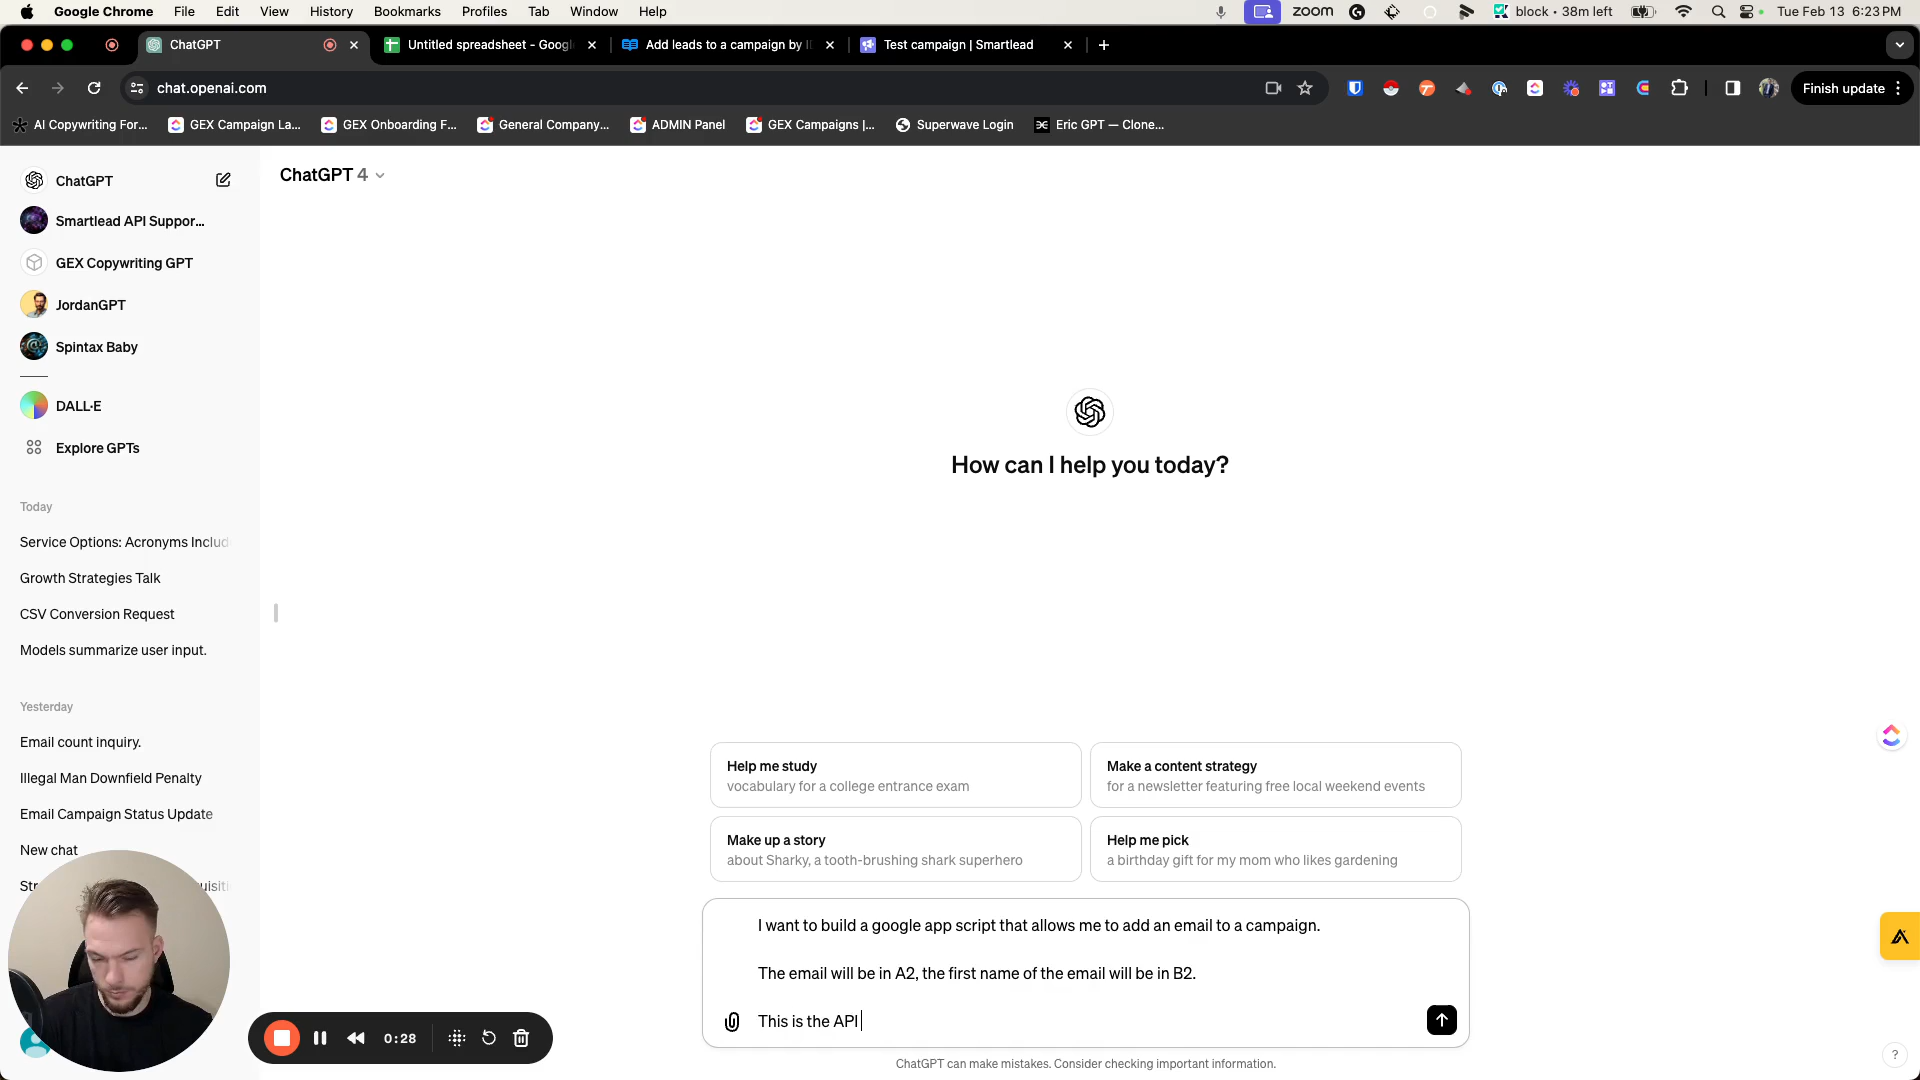 Google Chrome File Edit View History Bookmarks Profiles Tab Window Help zoom block • 38m left Tue Feb 13 6:23 PM
ChatGPT Untitled spreadsheet - Goog Add leads to a campaign by I Test campaign | Smartlead
chat.openai.com Finish update
AI Copywriting For... GEX Campaign La... GEX Onboarding F... General Company... ADMIN Panel GEX Campaigns |... Superwave Login Eric GPT — Clone...
ChatGPT
Smartlead API Suppor...
GEX Copywriting GPT
JordanGPT
Spintax Baby
DALL·E
Explore GPTs
Today
Service Options: Acronyms Includ
Growth Strategies Talk
CSV Conversion Request
Models summarize user input.
Yesterday
Email count inquiry.
Illegal Man Downfield Penalty
Email Campaign Status Update
New chat
ChatGPT 4
How can I help you today?
Help me study
vocabulary for a college entrance exam
Make a content strategy
for a newsletter featuring free local weekend events
Make up a story
about Sharky, a tooth-brushing shark superhero
Help me pick
a birthday gift for my mom who likes gardening
I want to build a google app script that allows me to add an email to a campaign.
The email will be in A2, the first name of the email will be in B2.
This is the API
0:28
ChatGPT can make mistakes. Consider checking important information.
?